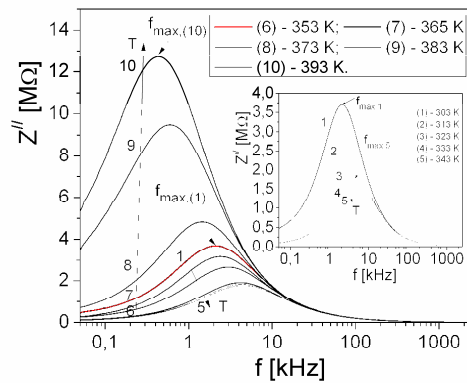 (6) - 353 K; (7) - 365 K
(8) - 373 K; (9) - 383 K
(10) - 393 K.
Z// [MΩ]
14
12
10
8
6
4
2
0
0,1 1 10 100 1000
f [kHz]
T
f max,(10)
10
9
f max,(1)
8
1
7
6
5
T
Z'' [MΩ]
4,0
3,5
3,0
2,5
2,0
1,5
1,0
0,5
0,0
0,1 1 10 100 1000
f [kHz]
f max 1
f max 5
1
2
3
4
5
T
(1) - 303 K
(2) - 313 K
(3) - 323 K
(4) - 333 K
(5) - 343 K